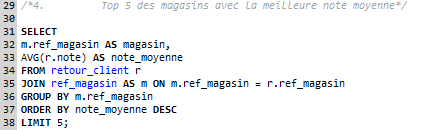 29 /*4.        Top 5 des magasins avec la meilleure note moyenne*/
30
31 SELECT
32 m.ref_magasin AS magasin,
33 AVG(r.note) AS note_moyenne
34 FROM retour_client r
35 JOIN ref_magasin AS m ON m.ref_magasin = r.ref_magasin
36 GROUP BY m.ref_magasin
37 ORDER BY note_moyenne DESC
38 LIMIT 5;